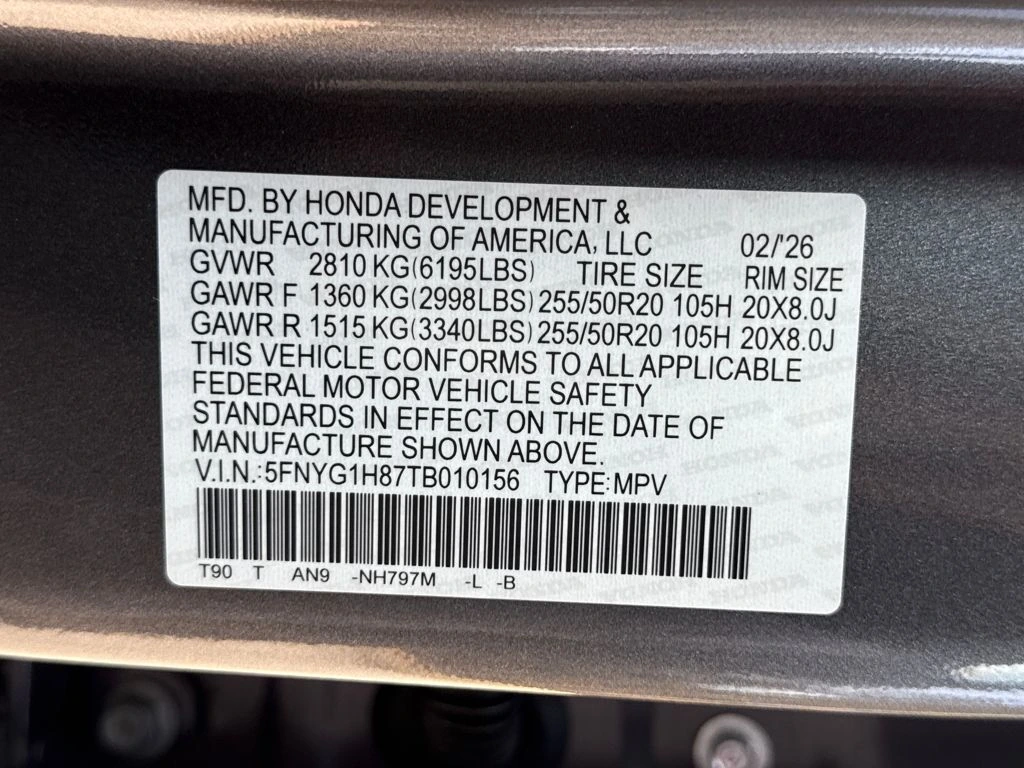 MFD. BY HONDA DEVELOPMENT &
MANUFACTURING OF AMERICA, LLC 02/'26
GVWR 2810 KG(6195LBS) TIRE SIZE RIM SIZE
GAWR F 1360 KG(2998LBS) 255/50R20 105H 20X8.0J
GAWR R 1515 KG(3340LBS) 255/50R20 105H 20X8.0J
THIS VEHICLE CONFORMS TO ALL APPLICABLE
FEDERAL MOTOR VEHICLE SAFETY
STANDARDS IN EFFECT ON THE DATE OF
MANUFACTURE SHOWN ABOVE.
V.I.N.: 5FNYG1H87TB010156 TYPE: MPV
T90 T AN9 -NH797M -L -B